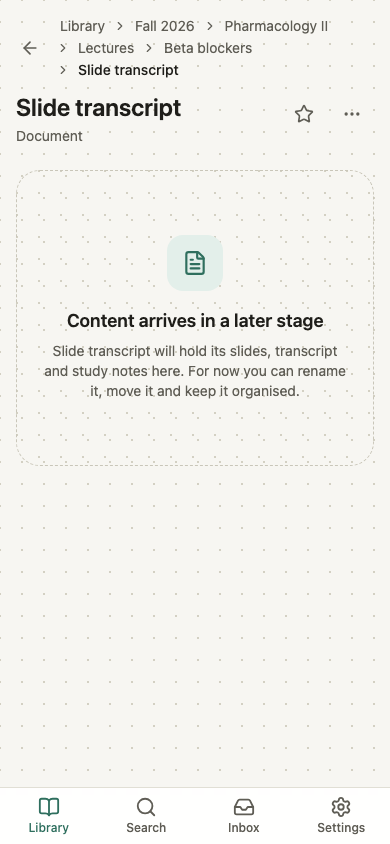 Library > Fall 2026 > Pharmacology II
> Lectures > Beta blockers
> Slide transcript
Slide transcript
Document
Content arrives in a later stage
Slide transcript will hold its slides, transcript
and study notes here. For now you can rename
it, move it and keep it organised.
Library Search Inbox Settings